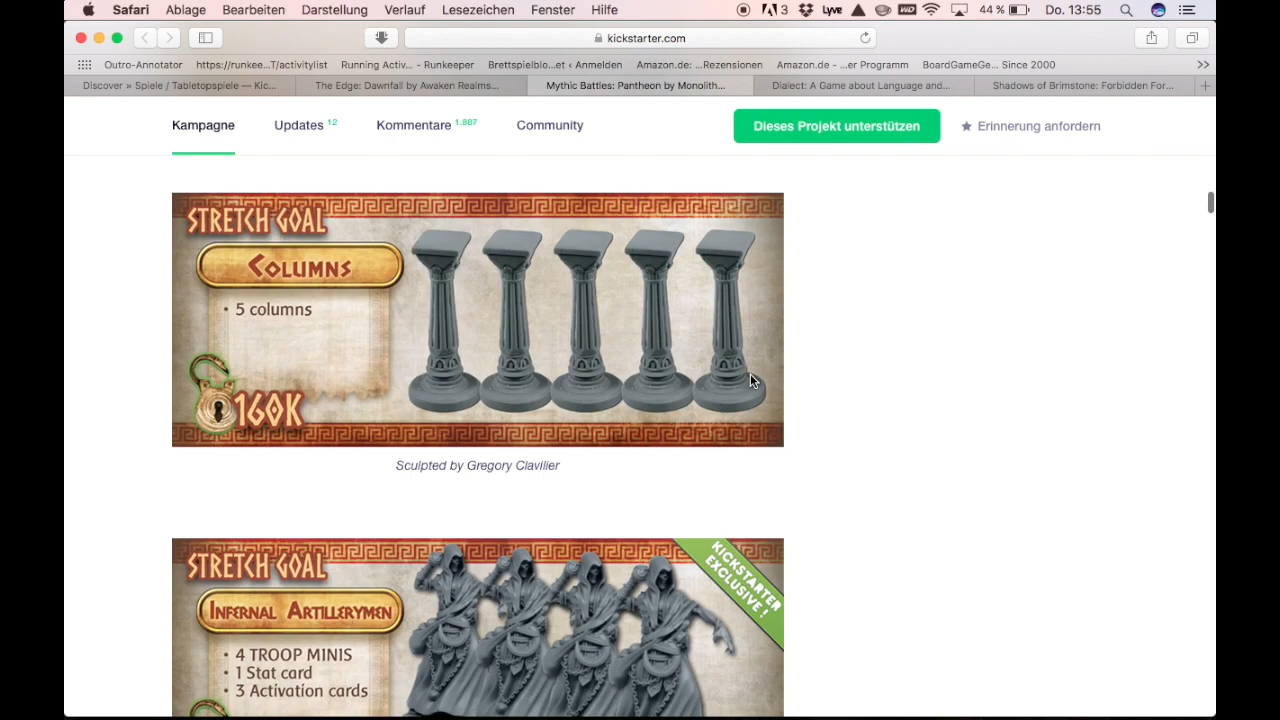 Safari Ablage Bearbeiten Darstellung Verlauf Lesezeichen Fenster Hilfe 3 Lyve WD 44 % Do. 13:55
kickstarter.com
Outro-Annotator https://runkee...T/activitylist Running Activ... - Runkeeper Brettspielblo...et ‹ Anmelden Amazon.de: ...Rezensionen Amazon.de - ...er Programm BoardGameGe... Since 2000
Discover » Spiele / Tabletopspiele — Kic... The Edge: Dawnfall by Awaken Realms... Mythic Battles: Pantheon by Monolith... Dialect: A Game about Language and... Shadows of Brimstone: Forbidden For...
Kampagne Updates 12 Kommentare 1.887 Community Dieses Projekt unterstützen Erinnerung anfordern
STRETCH GOAL
COLUMNS
• 5 columns
160K
Sculpted by Gregory Clavilier
STRETCH GOAL
KICKSTARTER
EXCLUSIVE !
INFERNAL ARTILLERYMEN
• 4 TROOP MINIS
• 1 Stat card
• 3 Activation cards